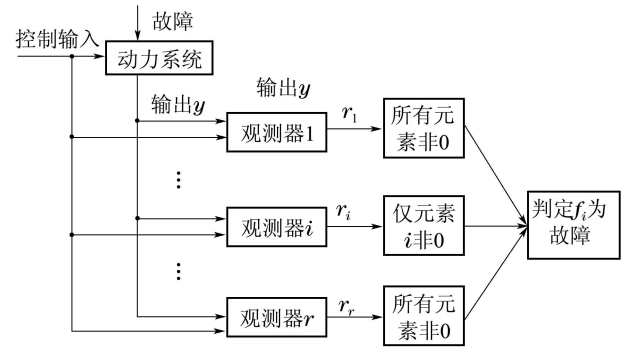 故障
控制输入
动力系统
输出y
输出y
观测器1
r₁
所有元
素非0
⋮
观测器i
rᵢ
仅元素
i非0
判定fᵢ为
故障
⋮
观测器r
rᵣ
所有元
素非0